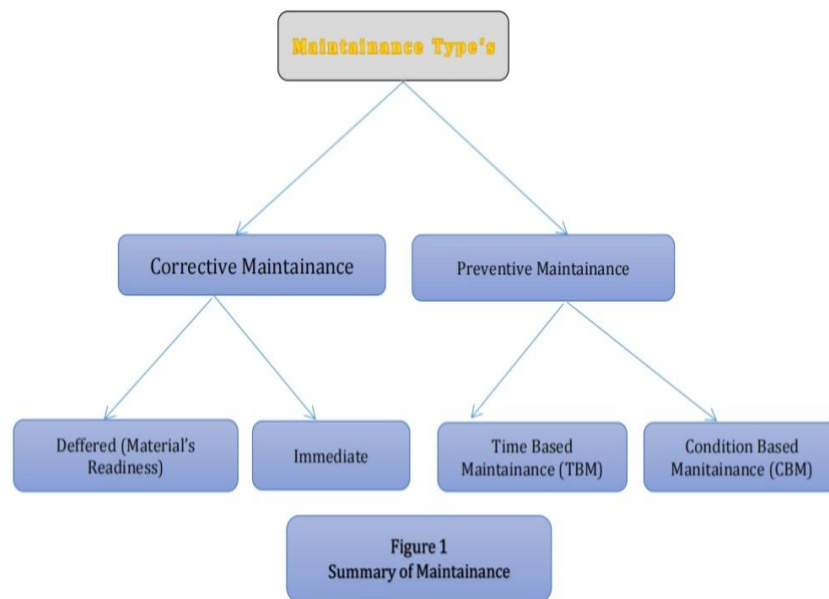 Maintainance Type's
Corrective Maintainance
Preventive Maintainance
Deffered (Material's
Readiness)
Immediate
Time Based
Maintainance (TBM)
Condition Based
Manitainance (CBM)
Figure 1
Summary of Maintainance